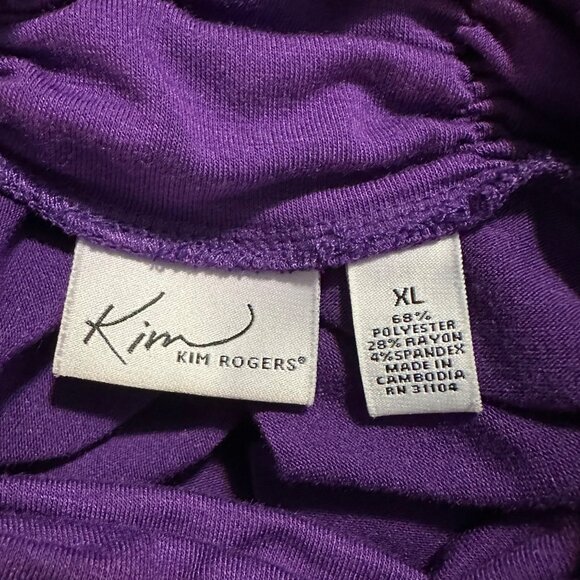 Kim
KIM ROGERS®
XL
68%
POLYESTER
28% RAYON
4% SPANDEX
MADE IN
CAMBODIA
RN 31104